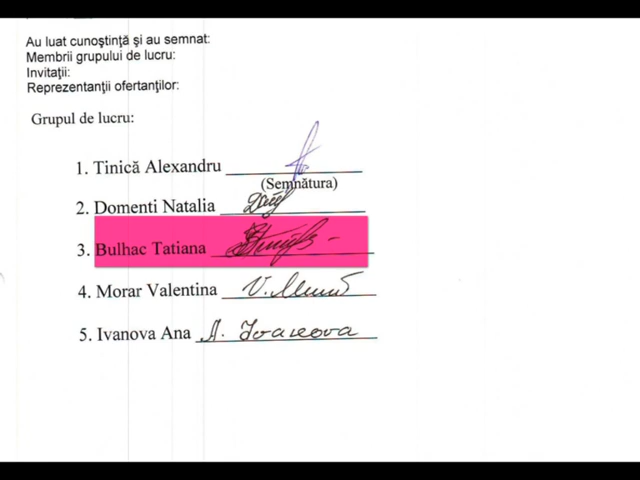 Au luat cunoştinţă şi au semnat:
Membrii grupului de lucru:
Invitaţii:
Reprezentanţii ofertanţilor:
Grupul de lucru:
1. Tinică Alexandru
(Semnătura)
2. Domenti Natalia
3. Bulhac Tatiana
4. Morar Valentina V.
5. Ivanova Ana A. Ivanova